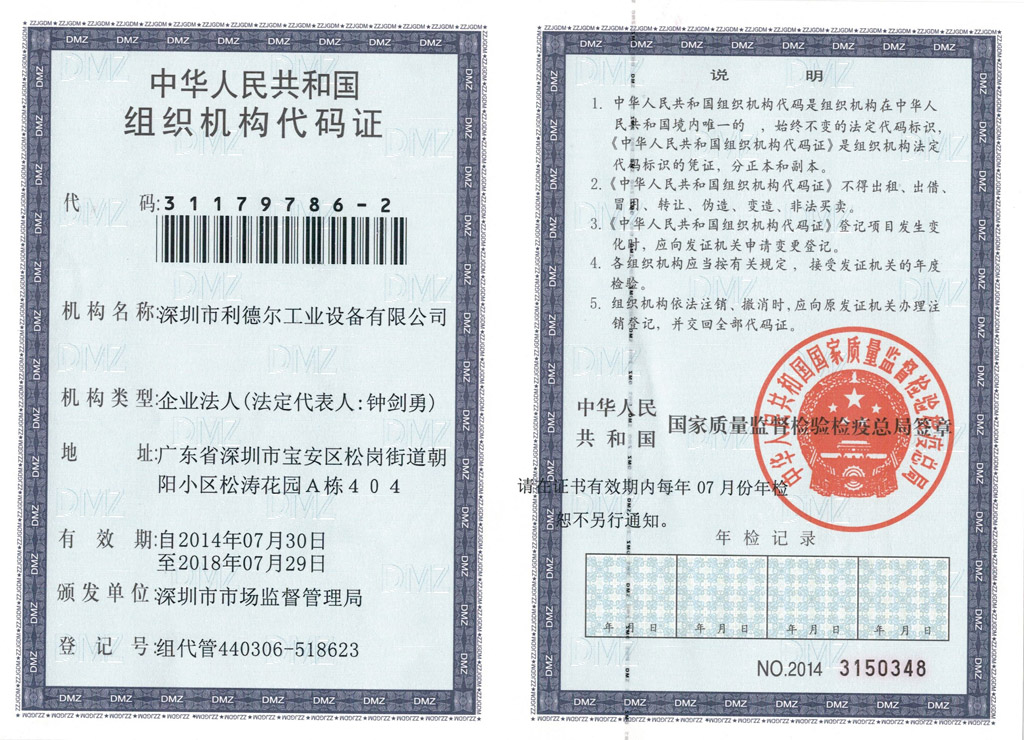 中华人民共和国
组织机构代码证
代 码:31179786-2
机构名称:深圳市利德尔工业设备有限公司
机构类型:企业法人(法定代表人:钟剑勇)
地 址:广东省深圳市宝安区松岗街道朝
阳小区松涛花园A栋404
有 效 期:自2014年07月30日
至2018年07月29日
颁发单位:深圳市市场监督管理局
登 记 号:组代管440306-518623
说 明
1. 中华人民共和国组织机构代码是组织机构在中华人
民共和国境内唯一的 ,始终不变的法定代码标识,
《中华人民共和国组织机构代码证》是组织机构法定
代码标识的凭证,分正本和副本。
2.《中华人民共和国组织机构代码证》不得出租、出借、
冒用、转让、伪造、变造、非法买卖。
3.《中华人民共和国组织机构代码证》登记项目发生变
化时,应向发证机关申请变更登记。
4. 各组织机构应当按有关规定,接受发证机关的年度
检验。
5. 组织机构依法注销、撤消时,应向原发证机关办理注
销登记,并交回全部代码证。
中华人民
共和国
国家质量监督检验检疫总局签章
中华人民共和国国家质量监督检验检疫总局
请在证书有效期内每年07月份年检
恕不另行通知。
年检记录
年 月 日
年 月 日
年 月 日
年 月 日
NO.2014 3150348